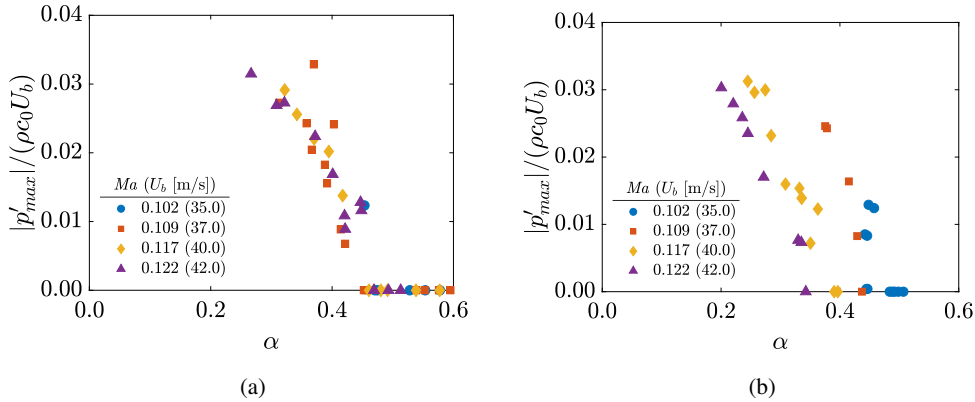 0.04
0.03
0.02
0.01
0.00
|p′max|/(ρc0Ub)
Ma (Ub [m/s])
0.102 (35.0)
0.109 (37.0)
0.117 (40.0)
0.122 (42.0)
0.0 0.2 0.4 0.6
α
(a)
0.04
0.03
0.02
0.01
0.00
|p′max|/(ρc0Ub)
Ma (Ub [m/s])
0.102 (35.0)
0.109 (37.0)
0.117 (40.0)
0.122 (42.0)
0.0 0.2 0.4 0.6
α
(b)